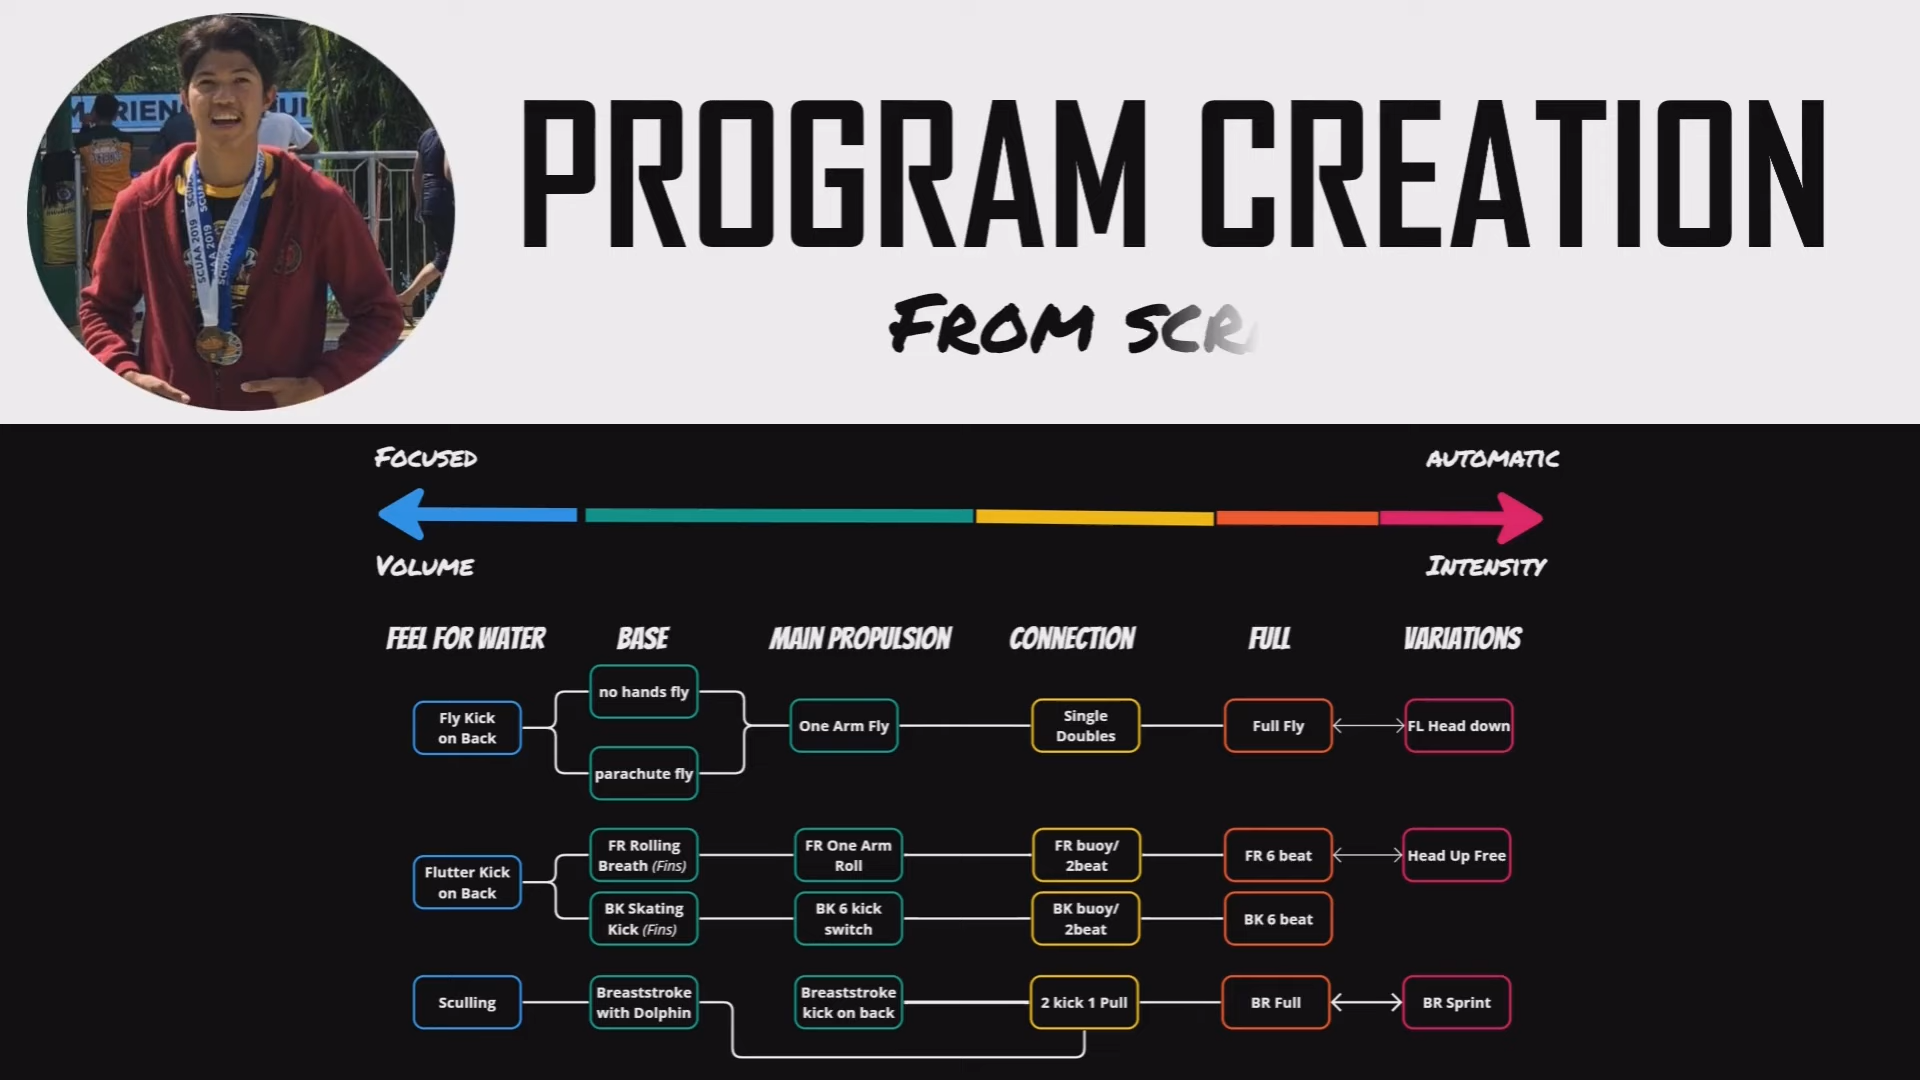 PROGRAM CREATION
FROM SCR
SCUAA 2019
FOCUSED
AUTOMATIC
VOLUME
INTENSITY
FEEL FOR WATER
BASE
MAIN PROPULSION
CONNECTION
FULL
VARIATIONS
Fly Kick
on Back
no hands fly
parachute fly
One Arm Fly
Single
Doubles
Full Fly
FL Head down
Flutter Kick
on Back
FR Rolling
Breath (Fins)
FR One Arm
Roll
FR buoy/
2beat
FR 6 beat
Head Up Free
BK Skating
Kick (Fins)
BK 6 kick
switch
BK buoy/
2beat
BK 6 beat
Sculling
Breaststroke
with Dolphin
Breaststroke
kick on back
2 kick 1 Pull
BR Full
BR Sprint